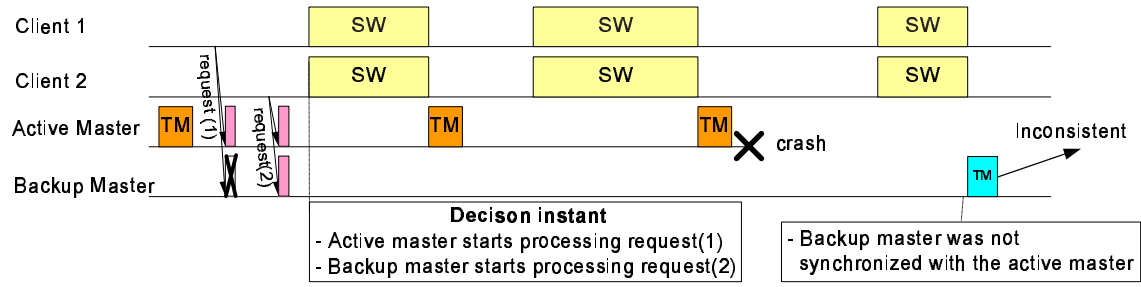 Client 1
SW
SW
SW
Client 2
SW
SW
SW
request (1)
request(2)
Active Master
TM
TM
TM
crash
Inconsistent
Backup Master
TM
Decison instant
- Active master starts processing request(1)
- Backup master starts processing request(2)
- Backup master was not
synchronized with the active master